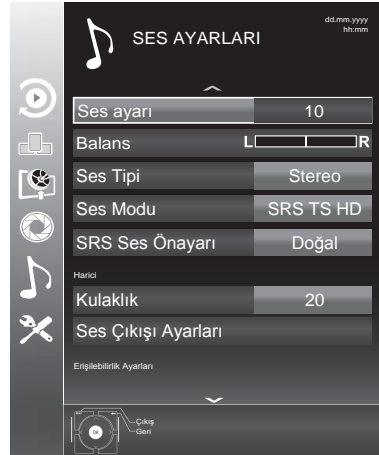 SES AYARLARI
dd.mm.yyyy
hh:mm
Ses ayarı 10
Balans L R
Ses Tipi Stereo
Ses Modu SRS TS HD
SRS Ses Önayarı Doğal
Harici
Kulaklık 20
Ses Çıkışı Ayarları
Erişilebilirlik Ayarları
OK
Çıkış
Geri